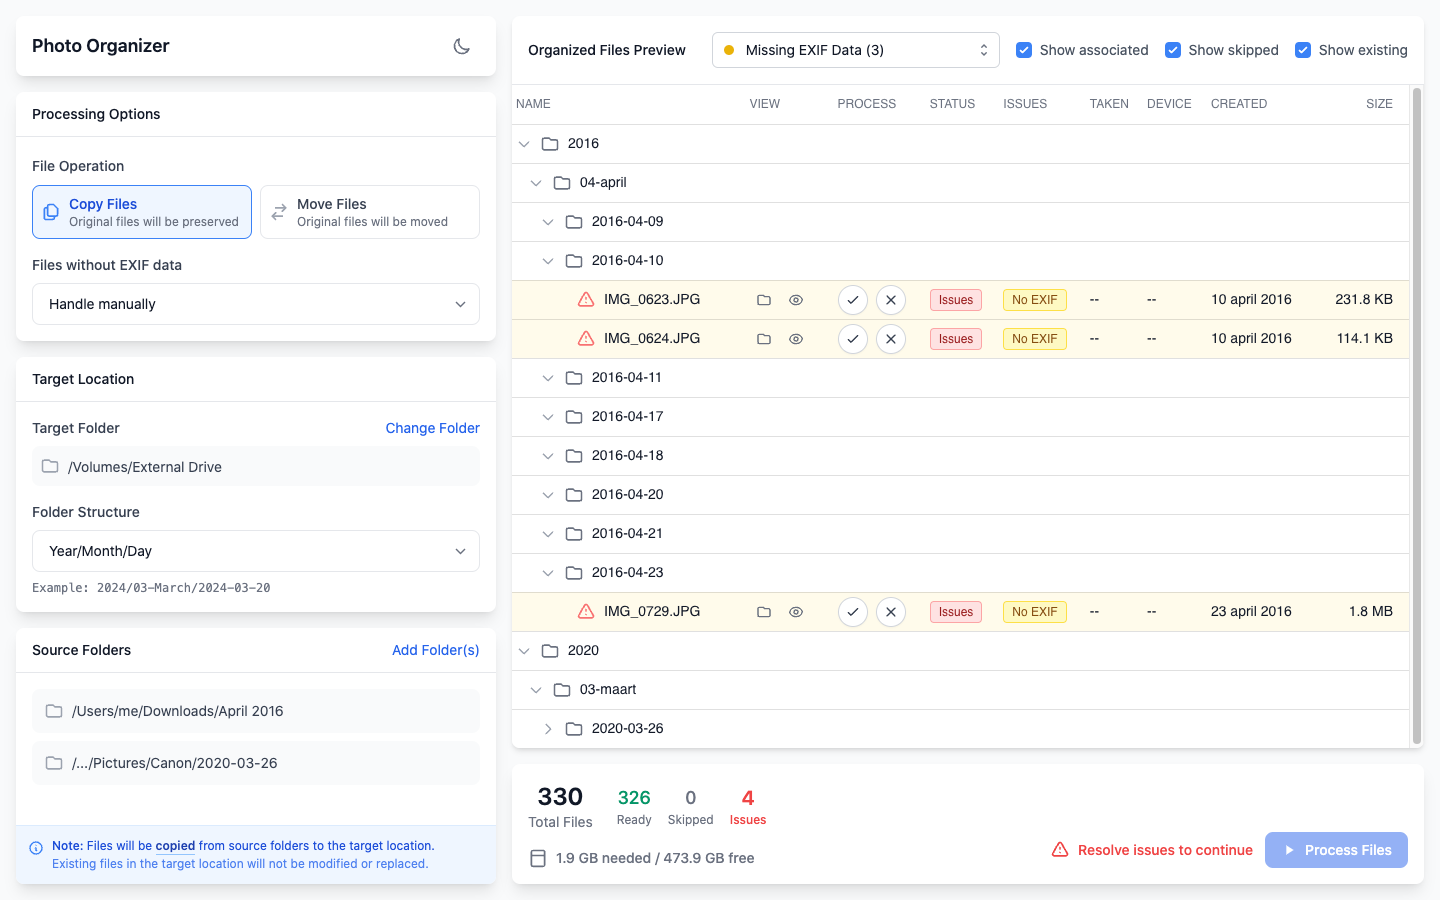 Photo Organizer
Processing Options
File Operation
Copy Files
Original files will be preserved
Move Files
Original files will be moved
Files without EXIF data
Handle manually
Target Location
Target Folder
Change Folder
/Volumes/External Drive
Folder Structure
Year/Month/Day
Example: 2024/03-March/2024-03-20
Source Folders
Add Folder(s)
/Users/me/Downloads/April 2016
/.../Pictures/Canon/2020-03-26
Note: Files will be copied from source folders to the target location.
Existing files in the target location will not be modified or replaced.
Organized Files Preview
Missing EXIF Data (3)
Show associated
Show skipped
Show existing
NAME VIEW PROCESS STATUS ISSUES TAKEN DEVICE CREATED SIZE
2016
04-april
2016-04-09
2016-04-10
IMG_0623.JPG Issues No EXIF -- -- 10 april 2016 231.8 KB
IMG_0624.JPG Issues No EXIF -- -- 10 april 2016 114.1 KB
2016-04-11
2016-04-17
2016-04-18
2016-04-20
2016-04-21
2016-04-23
IMG_0729.JPG Issues No EXIF -- -- 23 april 2016 1.8 MB
2020
03-maart
2020-03-26
330 326 0 4
Total Files Ready Skipped Issues
1.9 GB needed / 473.9 GB free
Resolve issues to continue
Process Files